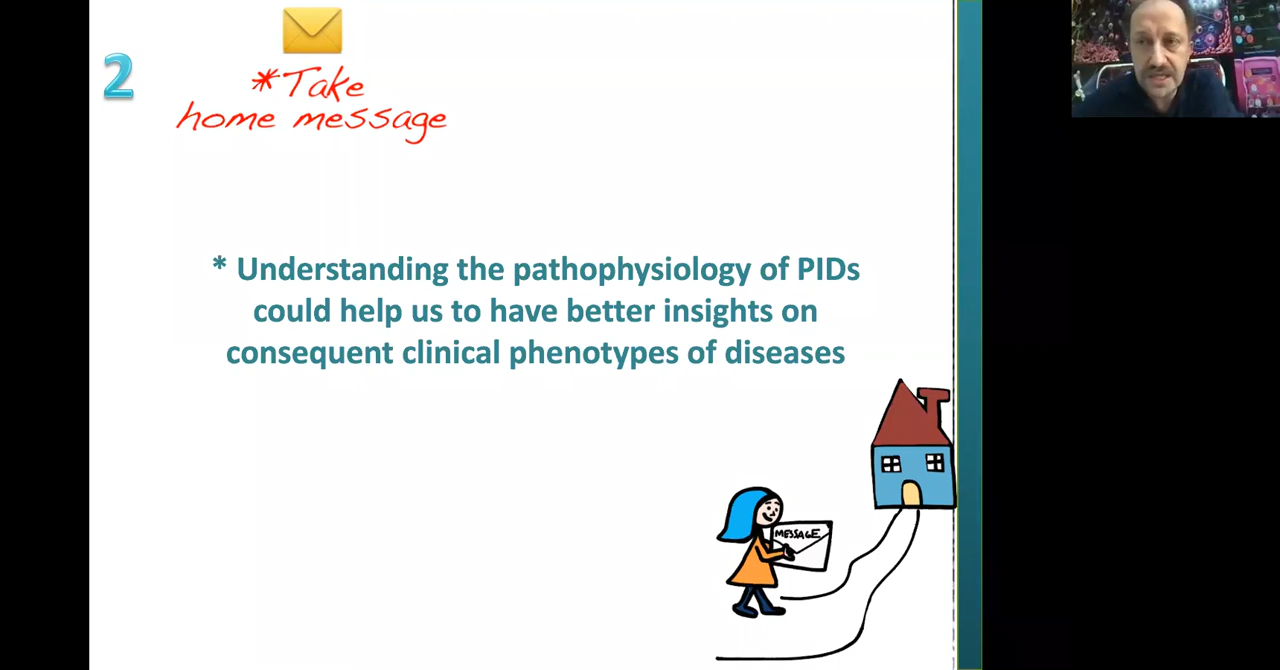 2
*Take
home message
* Understanding the pathophysiology of PIDs
could help us to have better insights on
consequent clinical phenotypes of diseases
MESSAGE